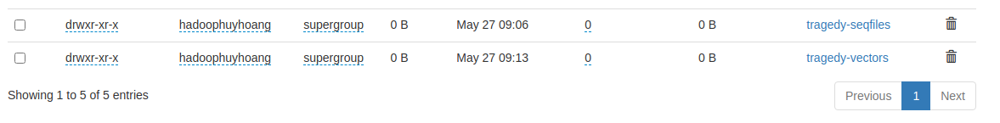 drwxr-xr-x hadoophuyhoang supergroup 0 B May 27 09:06 0 0 B tragedy-seqfiles
drwxr-xr-x hadoophuyhoang supergroup 0 B May 27 09:13 0 0 B tragedy-vectors
Showing 1 to 5 of 5 entries Previous 1 Next